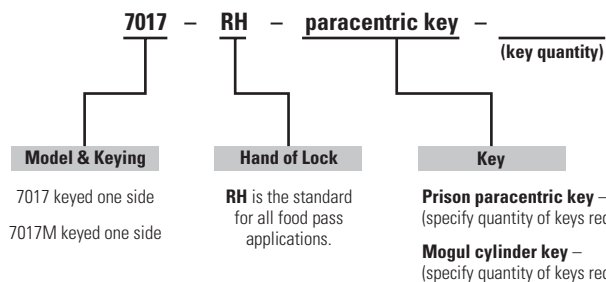 7017 – RH – paracentric key –
(key quantity)
Model & Keying
Hand of Lock
Key
7017 keyed one side
7017M keyed one side
RH is the standard
for all food pass
applications.
Prison paracentric key –
(specify quantity of keys
Mogul cylinder key –
(specify quantity of keys